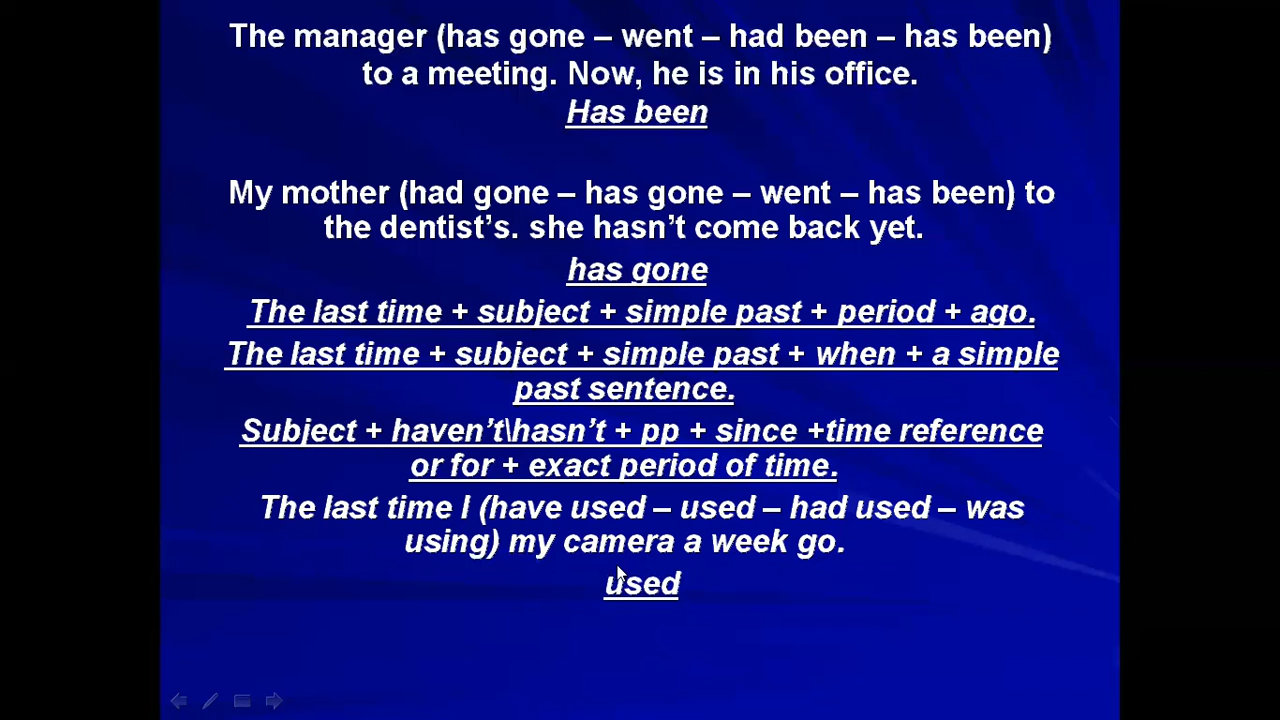 The manager (has gone – went – had been – has been)
to a meeting. Now, he is in his office.
Has been
My mother (had gone – has gone – went – has been) to
the dentist’s. she hasn’t come back yet.
has gone
The last time + subject + simple past + period + ago.
The last time + subject + simple past + when + a simple
past sentence.
Subject + haven’t\hasn’t + pp + since +time reference
or for + exact period of time.
The last time I (have used – used – had used – was
using) my camera a week go.
used